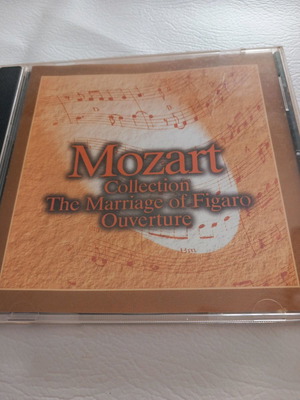 Mozart
Collection
The Marriage of Figaro
Ouverture